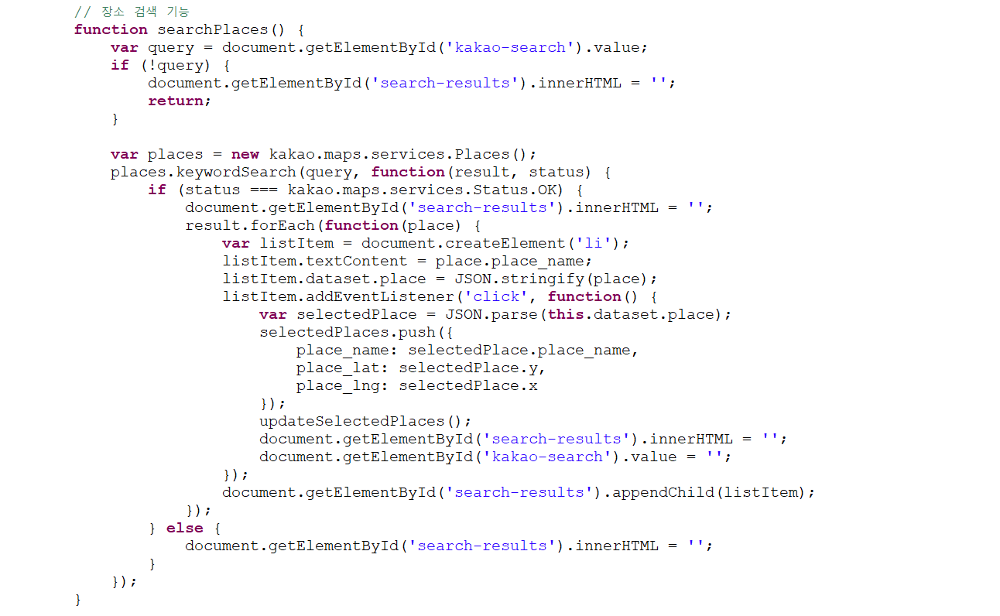 // 장소 검색 기능
function searchPlaces() {
    var query = document.getElementById('kakao-search').value;
    if (!query) {
        document.getElementById('search-results').innerHTML = '';
        return;
    }

    var places = new kakao.maps.services.Places();
    places.keywordSearch(query, function(result, status) {
        if (status === kakao.maps.services.Status.OK) {
            document.getElementById('search-results').innerHTML = '';
            result.forEach(function(place) {
                var listItem = document.createElement('li');
                listItem.textContent = place.place_name;
                listItem.dataset.place = JSON.stringify(place);
                listItem.addEventListener('click', function() {
                    var selectedPlace = JSON.parse(this.dataset.place);
                    selectedPlaces.push({
                        place_name: selectedPlace.place_name,
                        place_lat: selectedPlace.y,
                        place_lng: selectedPlace.x
                    });
                    updateSelectedPlaces();
                    document.getElementById('search-results').innerHTML = '';
                    document.getElementById('kakao-search').value = '';
                });
                document.getElementById('search-results').appendChild(listItem);
            });
        } else {
            document.getElementById('search-results').innerHTML = '';
        }
    });
}